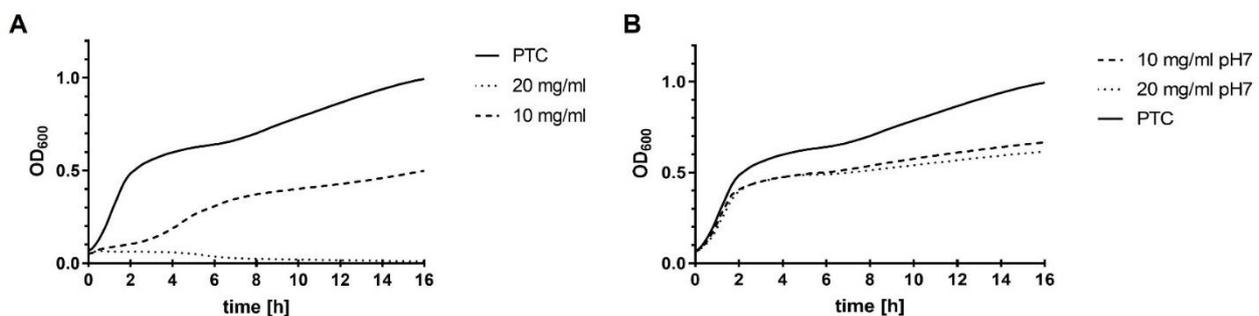 A
OD600
1.0
0.5
0.0
0 2 4 6 8 10 12 14 16
time [h]
PTC
20 mg/ml
10 mg/ml
B
OD600
1.0
0.5
0.0
0 2 4 6 8 10 12 14 16
time [h]
10 mg/ml pH7
20 mg/ml pH7
PTC